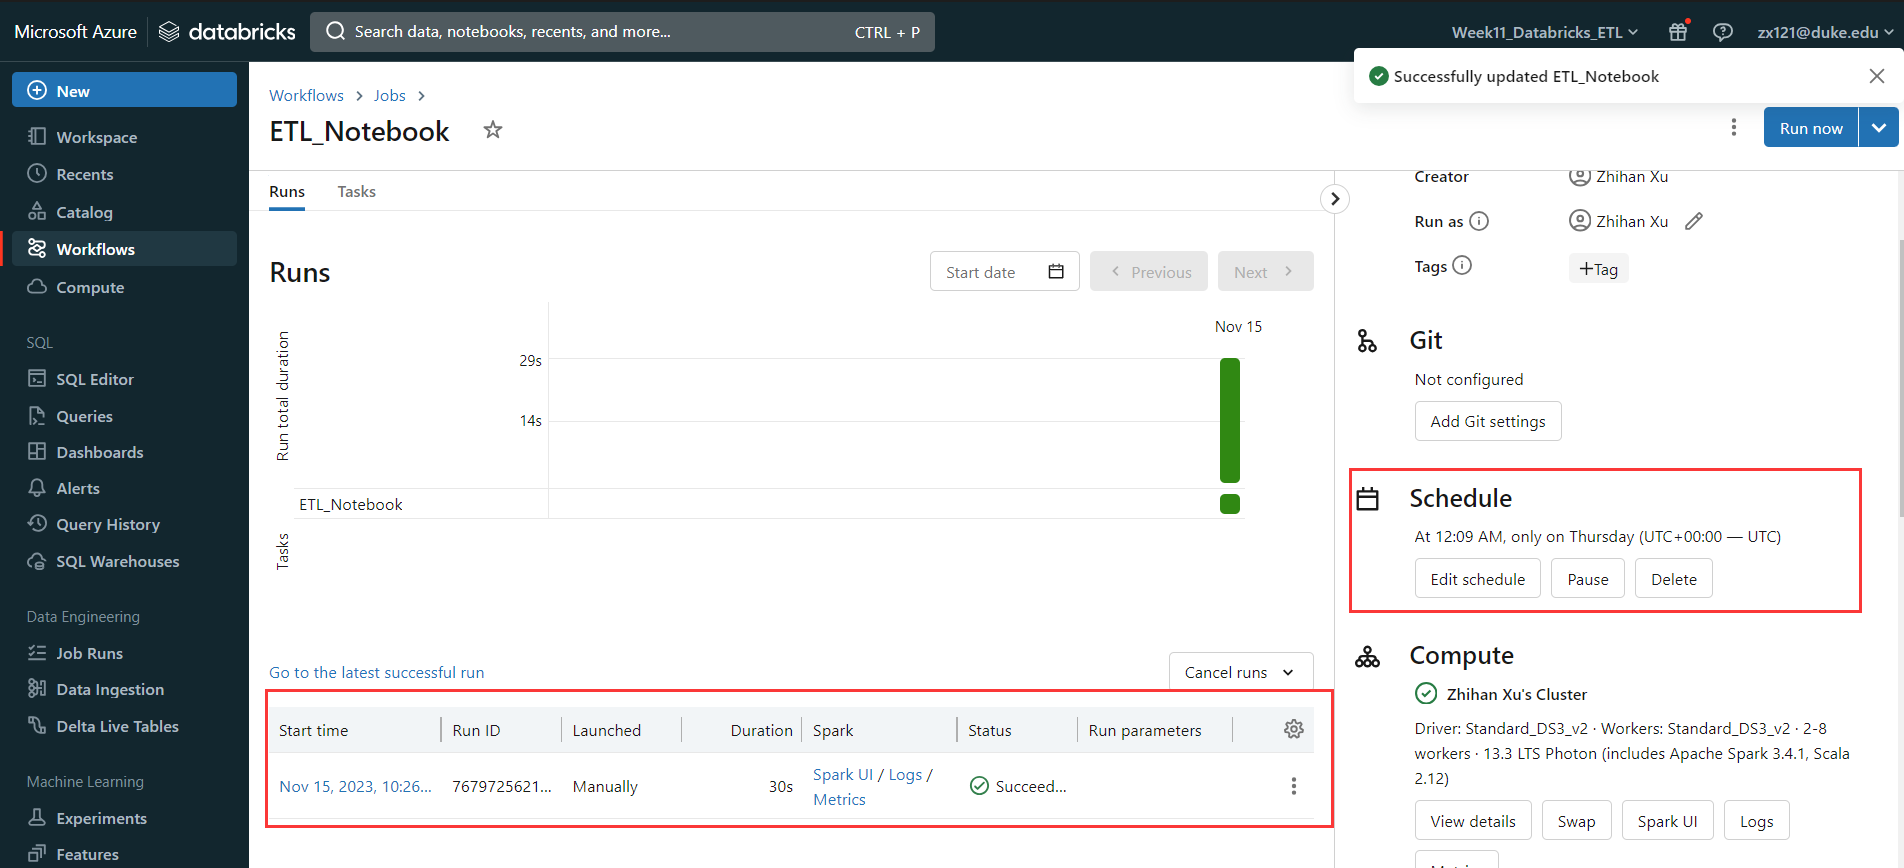 Microsoft Azure databricks Search data, notebooks, recents, and more... CTRL + P Week11_Databricks_ETL zx121@duke.edu
Successfully updated ETL_Notebook
New
Workspace
Recents
Catalog
Workflows
Compute
SQL
SQL Editor
Queries
Dashboards
Alerts
Query History
SQL Warehouses
Data Engineering
Job Runs
Data Ingestion
Delta Live Tables
Machine Learning
Experiments
Features
Workflows > Jobs >
ETL_Notebook
Run now
Runs Tasks
Runs
Start date Previous Next
Nov 15
Run total duration
29s
14s
ETL_Notebook
Tasks
Go to the latest successful run
Cancel runs
Start time Run ID Launched Duration Spark Status Run parameters
Nov 15, 2023, 10:26... 7679725621... Manually 30s Spark UI / Logs / Succeed...
Metrics
Creator Zhihan Xu
Run as Zhihan Xu
Tags +Tag
Git
Not configured
Add Git settings
Schedule
At 12:09 AM, only on Thursday (UTC+00:00 — UTC)
Edit schedule Pause Delete
Compute
Zhihan Xu's Cluster
Driver: Standard_DS3_v2 · Workers: Standard_DS3_v2 · 2-8
workers · 13.3 LTS Photon (includes Apache Spark 3.4.1, Scala
2.12)
View details Swap Spark UI Logs